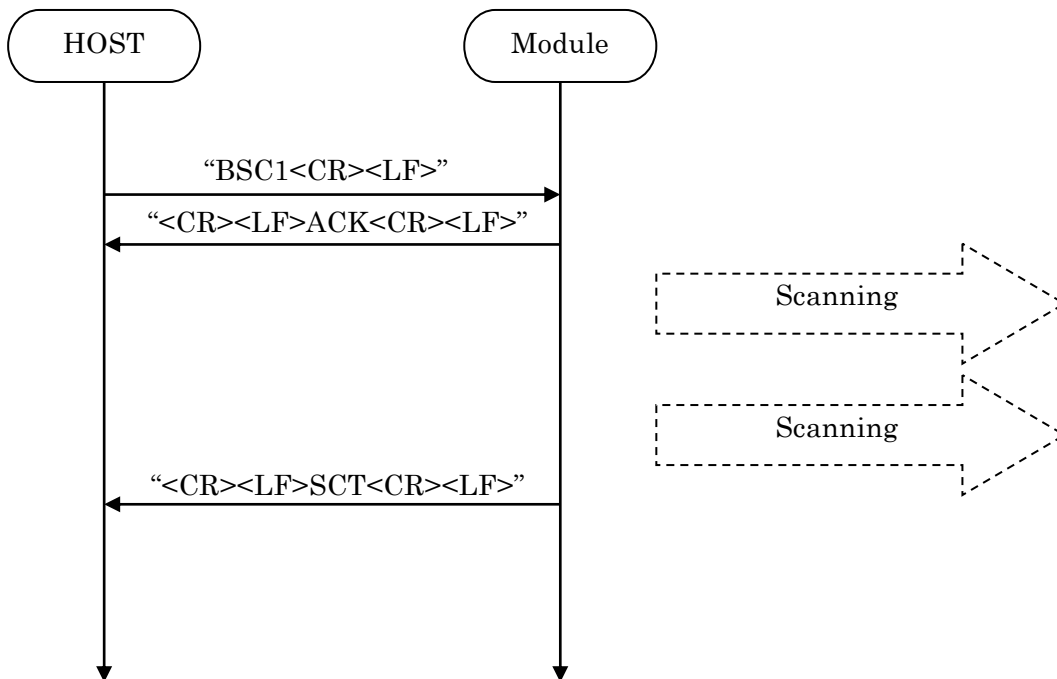 HOST
Module
“BSC1<CR><LF>”
“<CR><LF>ACK<CR><LF>”
Scanning
Scanning
“<CR><LF>SCT<CR><LF>”